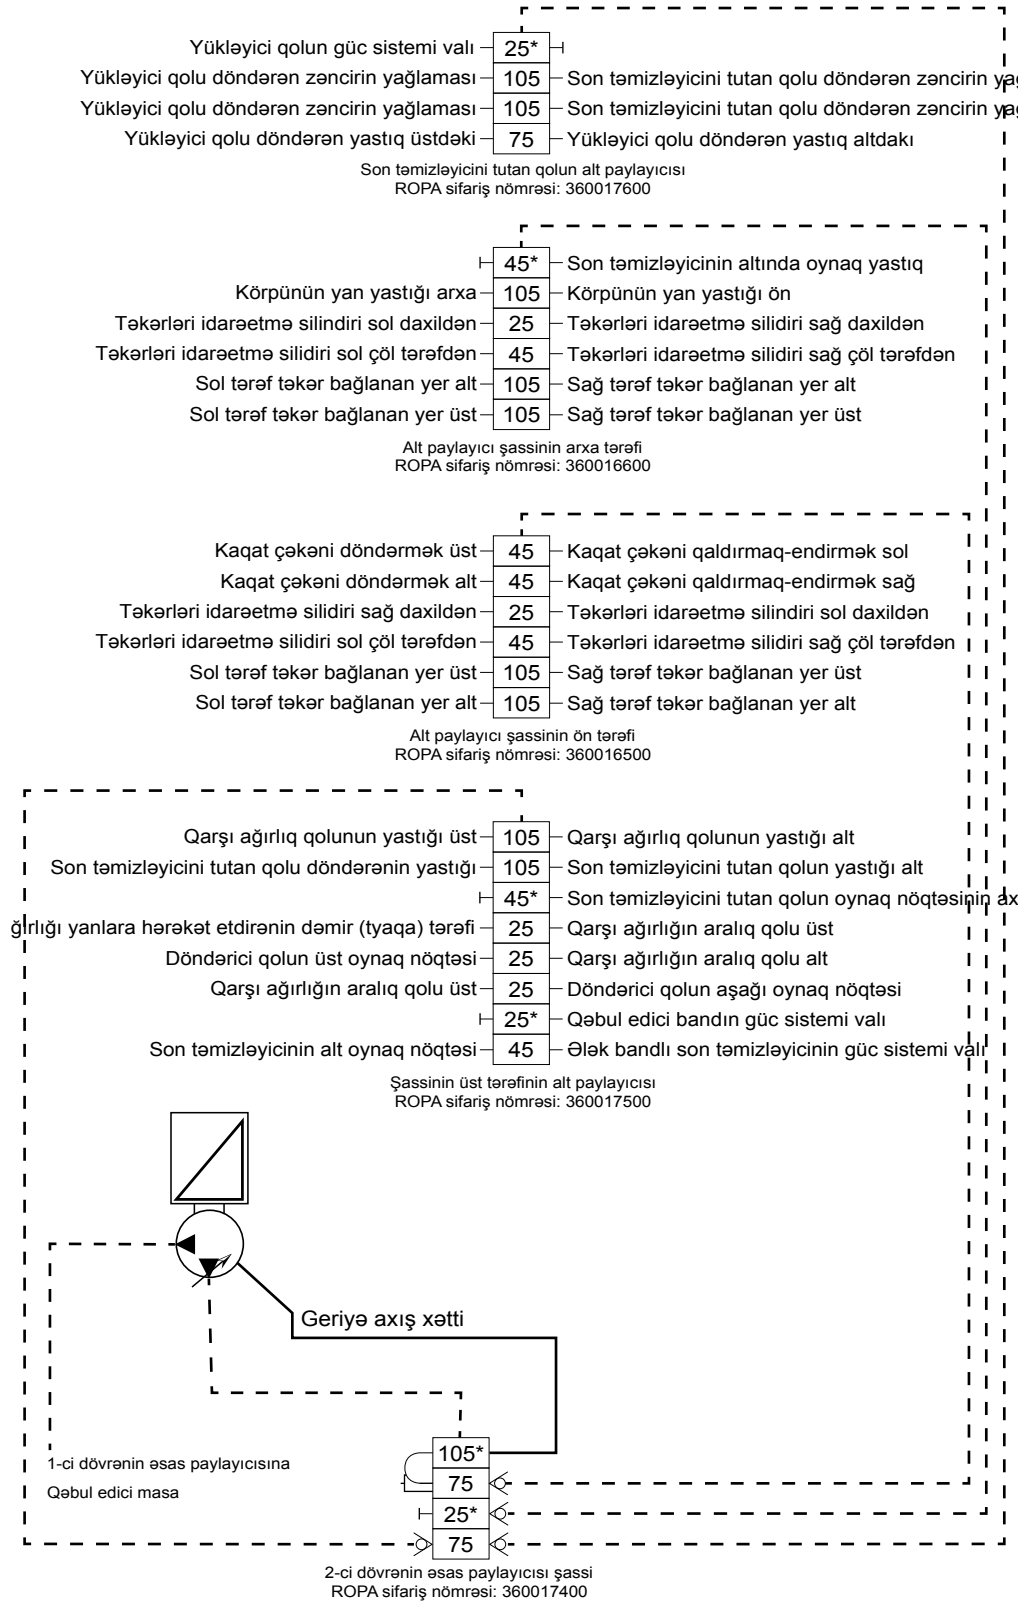 Yükləyici qolun güc sistemi valı 25*
Yükləyici qolu döndərən zəncirin yağlaması 105 Son təmizləyicini tutan qolu döndərən zəncirin
Yükləyici qolu döndərən zəncirin yağlaması 105 Son təmizləyicini tutan qolu döndərən zəncirin
Yükləyici qolu döndərən yastıq üstdəki 75 Yükləyici qolu döndərən yastıq altdakı
Son təmizləyicini tutan qolun alt paylayıcısı
ROPA sifariş nömrəsi: 360017600
45* Son təmizləyicinin altında oynaq yastıq
Körpünün yan yastığı arxa 105 Körpünün yan yastığı ön
Təkərləri idarəetmə silindiri sol daxildən 25 Təkərləri idarəetmə silidiri sağ daxildən
Təkərləri idarəetmə silidiri sol çöl tərəfdən 45 Təkərləri idarəetmə silidiri sağ çöl tərəfdən
Sol tərəf təkər bağlanan yer alt 105 Sağ tərəf təkər bağlanan yer alt
Sol tərəf təkər bağlanan yer üst 105 Sağ tərəf təkər bağlanan yer üst
Alt paylayıcı şassinin arxa tərəfi
ROPA sifariş nömrəsi: 360016600
Kaqat çəkəni döndərmək üst 45 Kaqat çəkəni qaldırmaq-endirmək sol
Kaqat çəkəni döndərmək alt 45 Kaqat çəkəni qaldırmaq-endirmək sağ
Təkərləri idarəetmə silidiri sağ daxildən 25 Təkərləri idarəetmə silindiri sol daxildən
Təkərləri idarəetmə silidiri sol çöl tərəfdən 45 Təkərləri idarəetmə silidiri sağ çöl tərəfdən
Sol tərəf təkər bağlanan yer üst 105 Sağ tərəf təkər bağlanan yer üst
Sol tərəf təkər bağlanan yer alt 105 Sağ tərəf təkər bağlanan yer alt
Alt paylayıcı şassinin ön tərəfi
ROPA sifariş nömrəsi: 360016500
Qarşı ağırlıq qolunun yastığı üst 105 Qarşı ağırlıq qolunun yastığı alt
Son təmizləyicini tutan qolu döndərənin yastığı 105 Son təmizləyicini tutan qolun yastığı alt
45* Son təmizləyicini tutan qolun oynaq nöqtəsinin
ğırlığı yanlara hərəkət etdirənin dəmir (tyaqa) tərəfi 25 Qarşı ağırlığın aralıq qolu üst
Döndərici qolun üst oynaq nöqtəsi 25 Qarşı ağırlığın aralıq qolu alt
Qarşı ağırlığın aralıq qolu üst 25 Döndərici qolun aşağı oynaq nöqtəsi
25* Qəbul edici bandın güc sistemi valı
Son təmizləyicinin alt oynaq nöqtəsi 45 Ələk bandlı son təmizləyicinin güc sistemi valı
Şassinin üst tərəfinin alt paylayıcısı
ROPA sifariş nömrəsi: 360017500
Geriyə axış xətti
105*
1-ci dövrənin əsas paylayıcısına
75
Qəbul edici masa
25*
75
2-ci dövrənin əsas paylayıcısı şassi
ROPA sifariş nömrəsi: 360017400